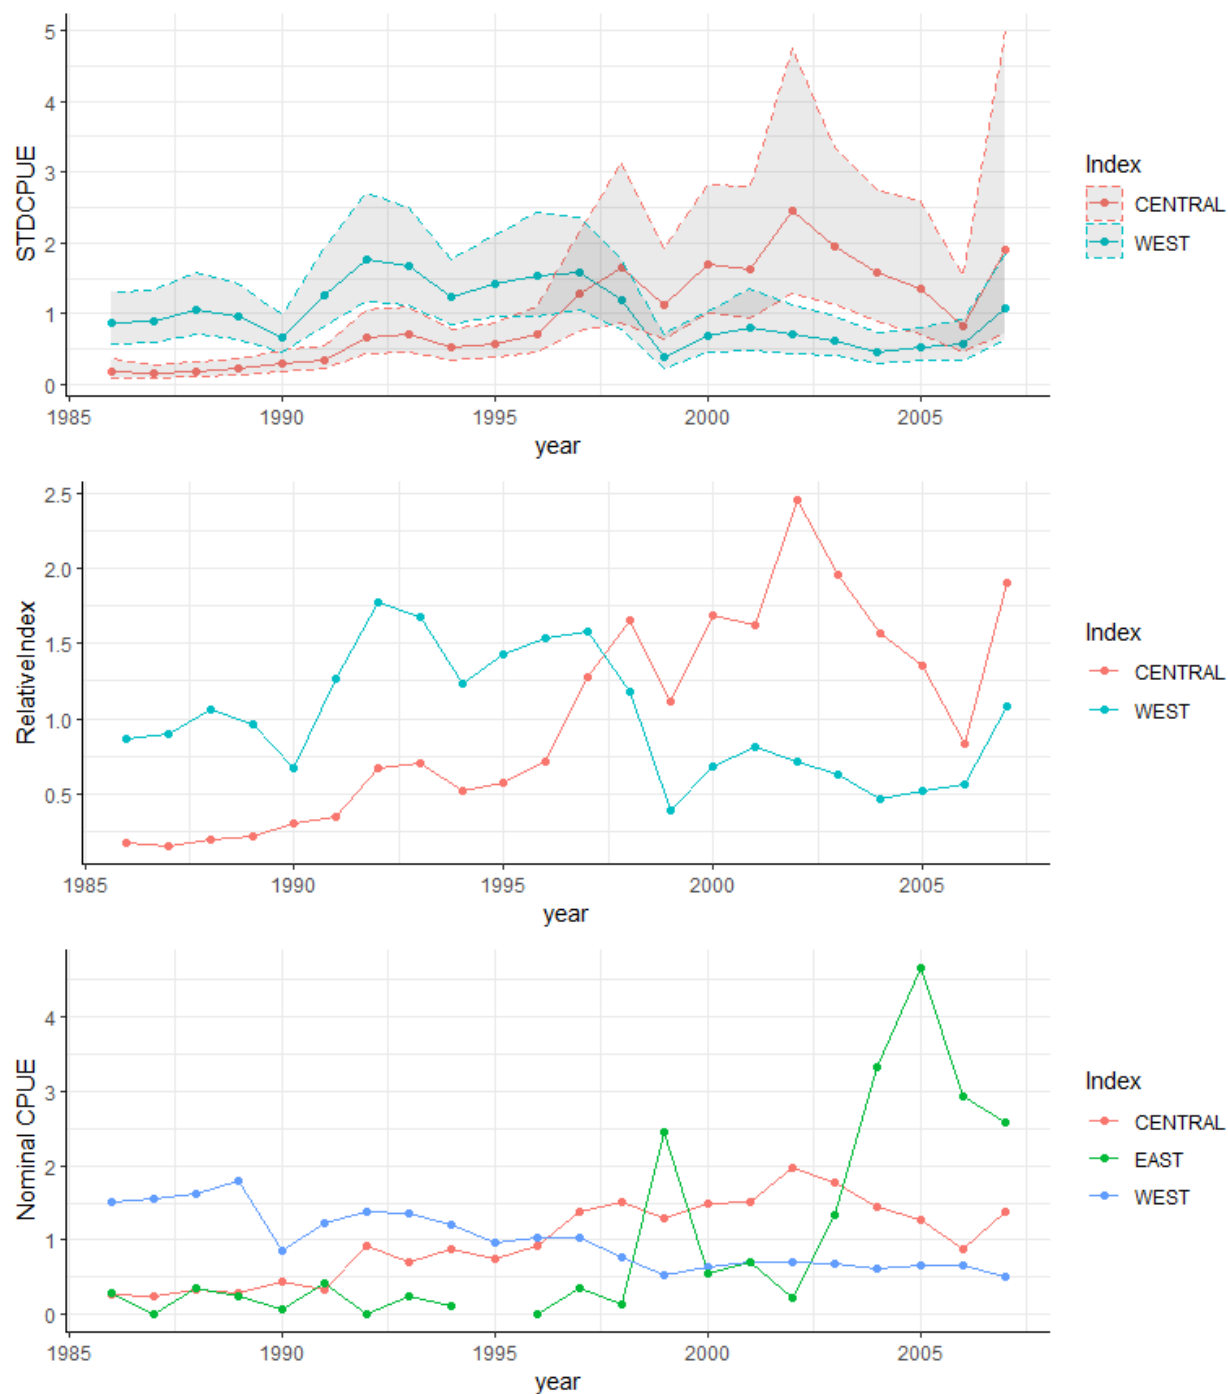 5
4
3
2
1
0
STDCPUE
1985 1990 1995 2000 2005
year
Index
CENTRAL
WEST
2.5
2.0
1.5
1.0
0.5
RelativeIndex
1985 1990 1995 2000 2005
year
Index
CENTRAL
WEST
4
3
2
1
0
Nominal CPUE
1985 1990 1995 2000 2005
year
Index
CENTRAL
EAST
WEST